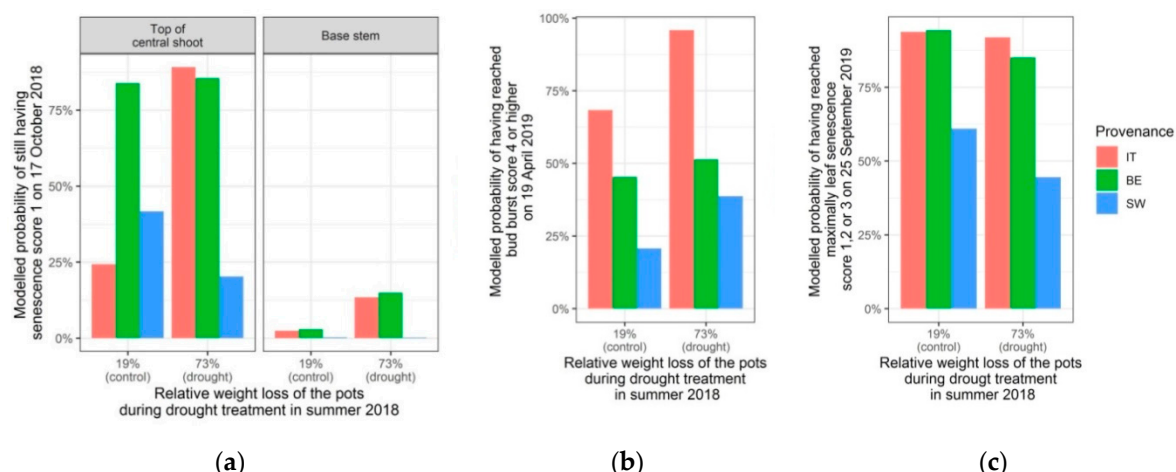 Top of
central shoot
Base stem
Modelled probability of still having
senescence score 1 on 17 October 2018
75%
50%
25%
0%
19%
(control)
73%
(drought)
19%
(control)
73%
(drought)
Relative weight loss of the pots
during drought treatment in summer 2018
(a)
Modelled probability of having reached
bud burst score 4 or higher
on 19 April 2019
100%
75%
50%
25%
0%
19%
(control)
73%
(drought)
Relative weight loss of the pots
during drought treatment
in summer 2018
(b)
Modelled probability of having reached
maximally leaf senescence
score 1,2 or 3 on 25 September 2019
75%
50%
25%
0%
19%
(control)
73%
(drought)
Relative weight loss of the pots
during drougt treatment
in summer 2018
(c)
Provenance
IT
BE
SW